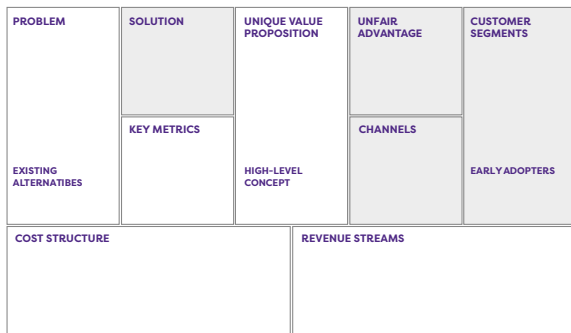 PROBLEM
SOLUTION
UNIQUE VALUE
PROPOSITION
UNFAIR
ADVANTAGE
CUSTOMER
SEGMENTS
KEY METRICS
CHANNELS
EXISTING
ALTERNATIBES
HIGH-LEVEL
CONCEPT
EARLY ADOPTERS
COST STRUCTURE
REVENUE STREAMS